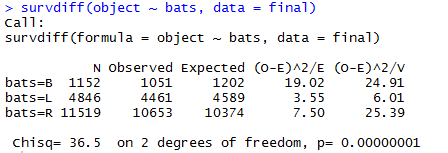 > survdiff(object ~ bats, data = final)
Call:
survdiff(formula = object ~ bats, data = final)
N Observed Expected (O-E)^2/E (O-E)^2/V
bats=B 1152 1051 1202 19.02 24.91
bats=L 4846 4461 4589 3.55 6.01
bats=R 11519 10653 10374 7.50 25.39
Chisq= 36.5 on 2 degrees of freedom, p= 0.00000001